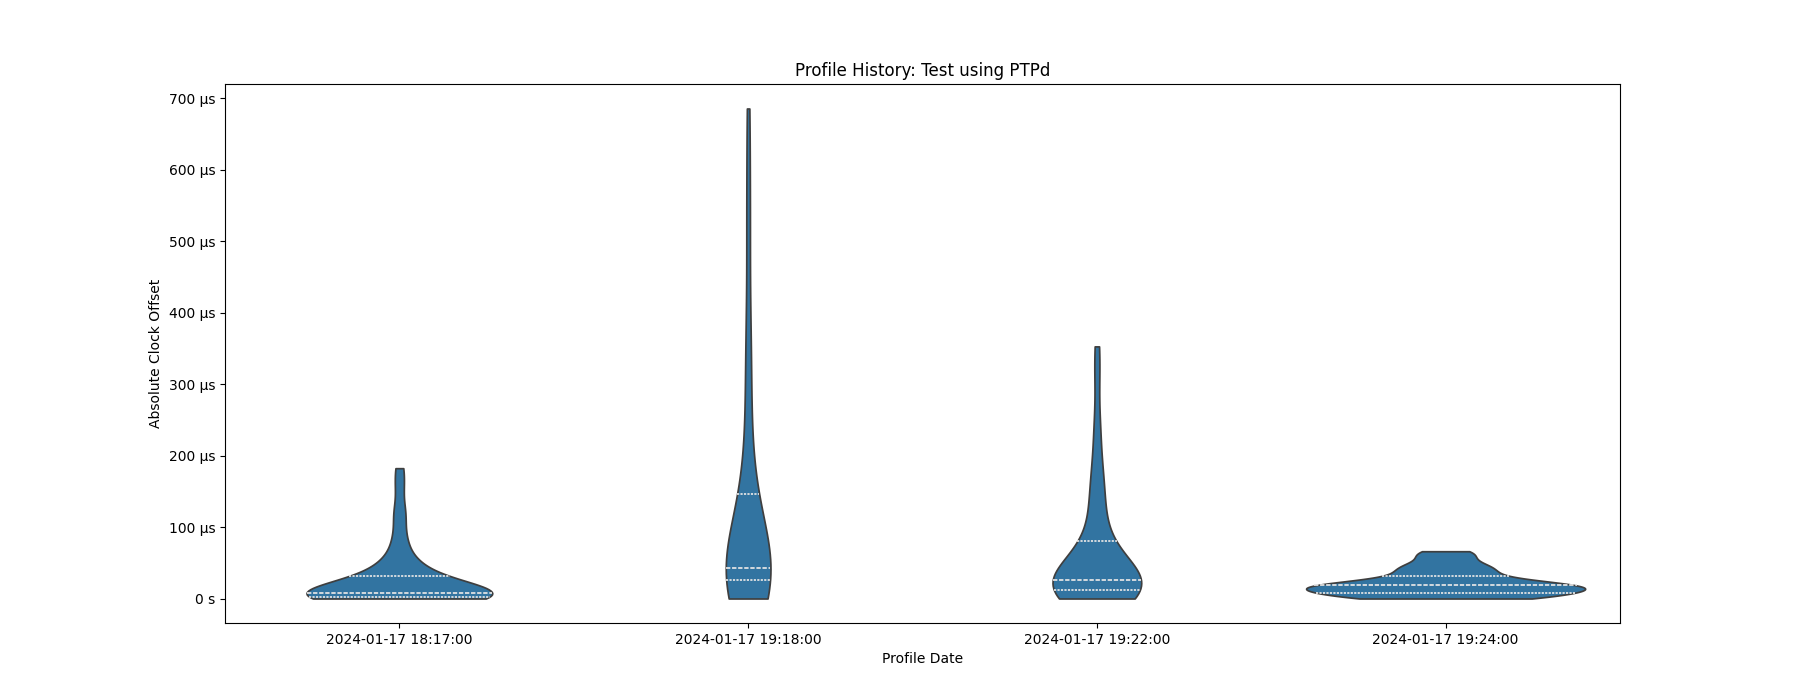 Profile History: Test using PTPd
700 µs
600 µs
500 µs
400 µs
300 µs
200 µs
100 µs
0 s
Absolute Clock Offset
2024-01-17 18:17:00
2024-01-17 19:18:00
2024-01-17 19:22:00
2024-01-17 19:24:00
Profile Date